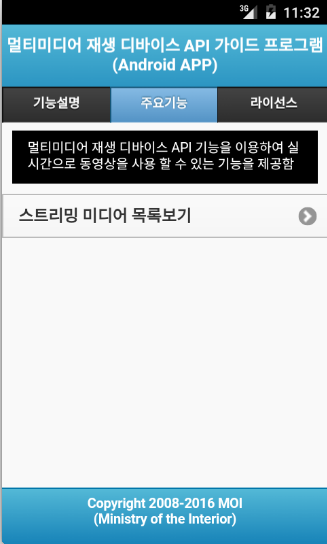 3G 11:32
멀티미디어 재생 디바이스 API 가이드 프로그램
(Android APP)
기능설명 주요기능 라이선스
멀티미디어 재생 디바이스 API 기능을 이용하여 실
시간으로 동영상을 사용 할 수 있는 기능을 제공함
스트리밍 미디어 목록보기
Copyright 2008-2016 MOI
(Ministry of the Interior)